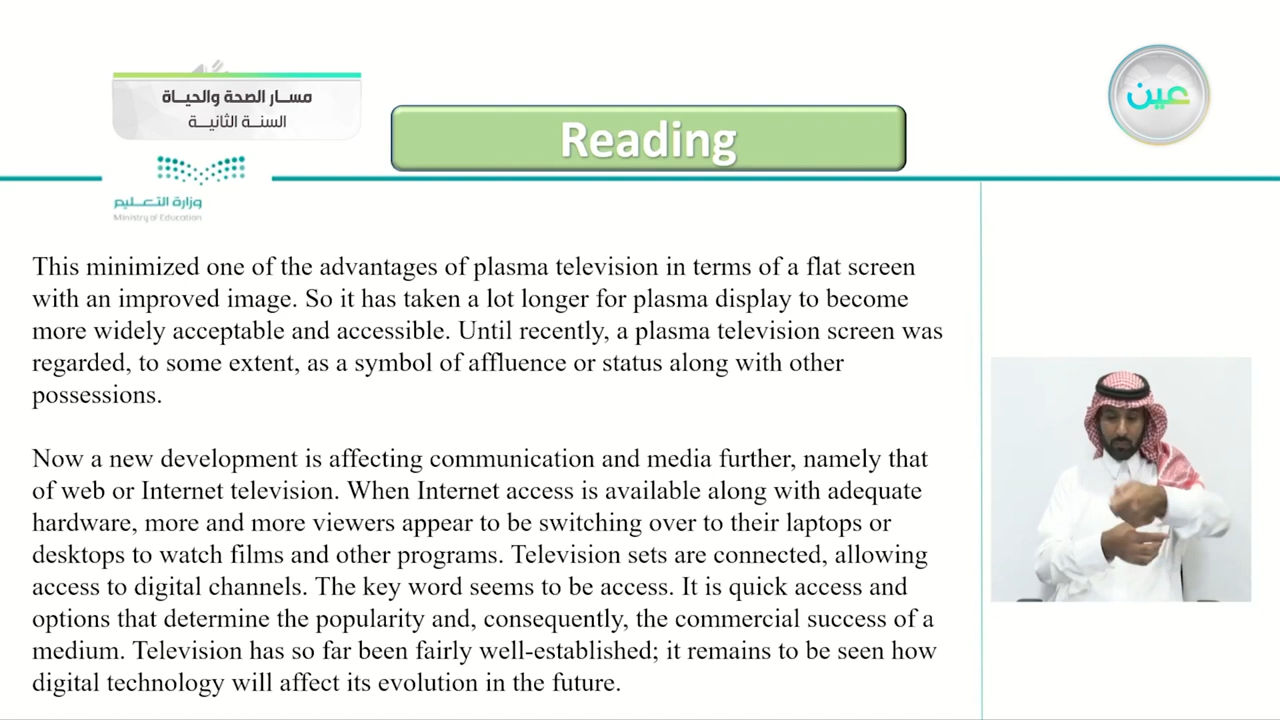 مسار الصحة والحياة
السنة الثانية
Reading
عين
وزارة التعليم
Ministry of Education
This minimized one of the advantages of plasma television in terms of a flat screen
with an improved image. So it has taken a lot longer for plasma display to become
more widely acceptable and accessible. Until recently, a plasma television screen was
regarded, to some extent, as a symbol of affluence or status along with other
possessions.
Now a new development is affecting communication and media further, namely that
of web or Internet television. When Internet access is available along with adequate
hardware, more and more viewers appear to be switching over to their laptops or
desktops to watch films and other programs. Television sets are connected, allowing
access to digital channels. The key word seems to be access. It is quick access and
options that determine the popularity and, consequently, the commercial success of a
medium. Television has so far been fairly well-established; it remains to be seen how
digital technology will affect its evolution in the future.